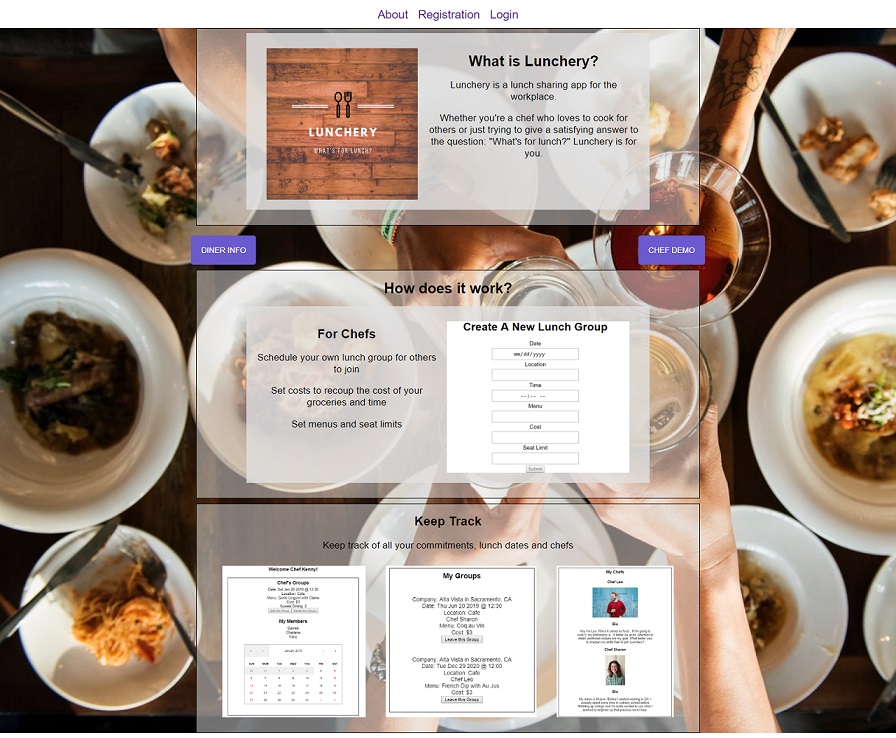 About Registration Login
LUNCHERY
WHAT'S FOR LUNCH?
What is Lunchery?
Lunchery is a lunch sharing app for the
workplace.
Whether you're a chef who loves to cook for
others or just trying to give a satisfying answer to
the question: "What's for lunch?" Lunchery is for
you.
DINER INFO
CHEF DEMO
How does it work?
For Chefs
Schedule your own lunch group for others
to join
Set costs to recoup the cost of your
groceries and time
Set menus and seat limits
Create A New Lunch Group
Date
mm/dd/yyyy
Location
Time
--:-- --
Menu
Cost
Seat Limit
Submit
Keep Track
Keep track of all your commitments, lunch dates and chefs
Welcome Chef Kenny!
Chef's Groups
Location: Cafe
Cost: $3
Guests Dining: 3
My Members
Charlene
My Groups
Company: Alta Vista in Sacramento, CA
Date: Thu Jun 20 2019 @ 12:30
Location: Cafe
Chef Sharon
Menu: Coq au Vin
Cost: $3
Leave this Group
Company: Alta Vista in Sacramento, CA
Date: Tue Dec 29 2023 @ 12:00
Location: Cafe
Chef Leo
Menu: French Dip with Au Jus
Cost: $3
Leave this Group
My Chefs
Chef Leo
Bio
Chef Sharon
Bio